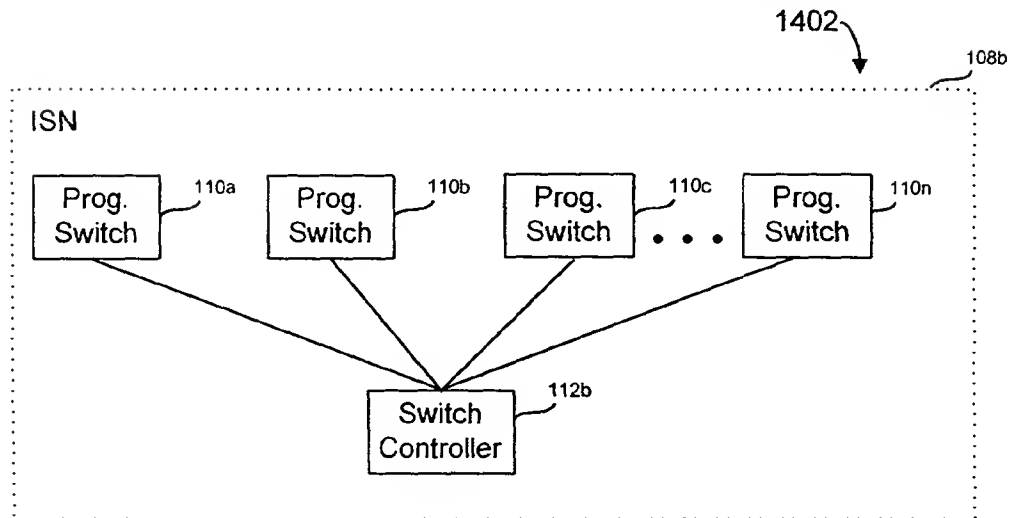 1402
108b
ISN
Prog.
Switch
110a
Prog.
Switch
110b
Prog.
Switch
110c
Prog.
Switch
110n
Switch
Controller
112b